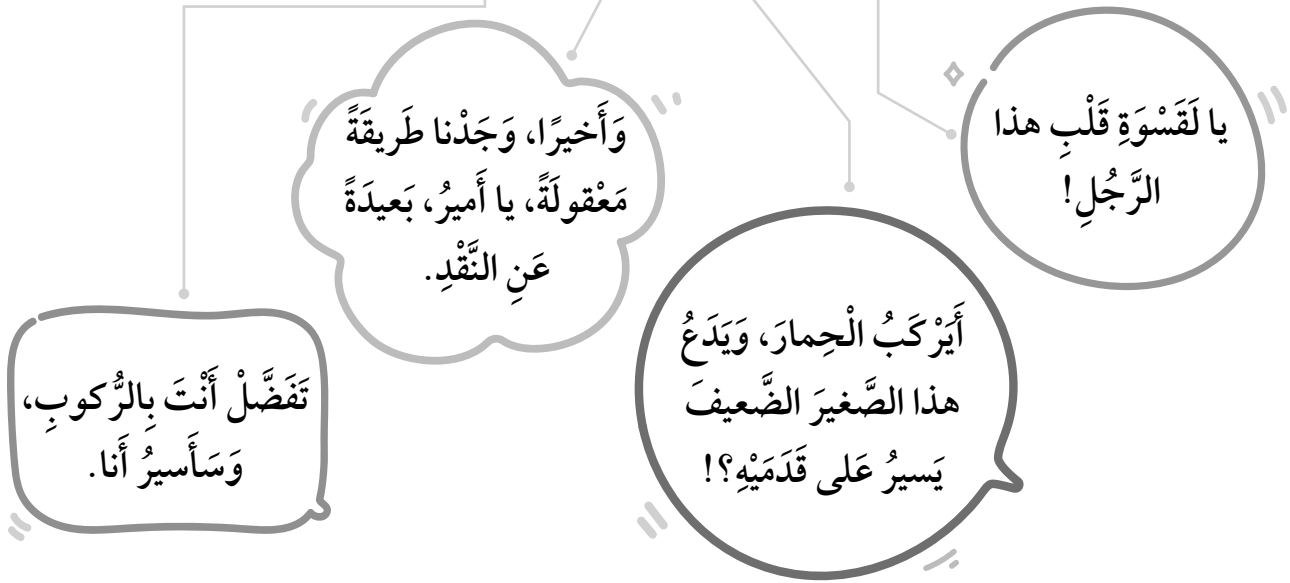 يا لَقَسْوَةِ قَلْبِ هذا
الرَّجُلِ!
أَيَرْكَبُ الْحِمارَ، وَيَدَعُ
هذا الصَّغيرَ الضَّعيفَ
يَسيرُ عَلى قَدَمَيْهِ؟!
وَأَخيرًا، وَجَدْنا طَريقَةً
مَعْقولَةً، يا أَميرُ، بَعيدَةً
عَنِ النَّقْدِ.
تَفَضَّلْ أَنْتَ بِالرُّكوبِ،
وَسَأَسيرُ أَنا.